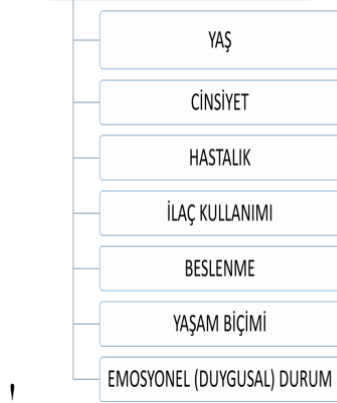 YAŞ
CİNSİYET
HASTALIK
İLAÇ KULLANIMI
BESLENME
YAŞAM BİÇİMİ
EMOSYONEL (DUYGUSAL) DURUM